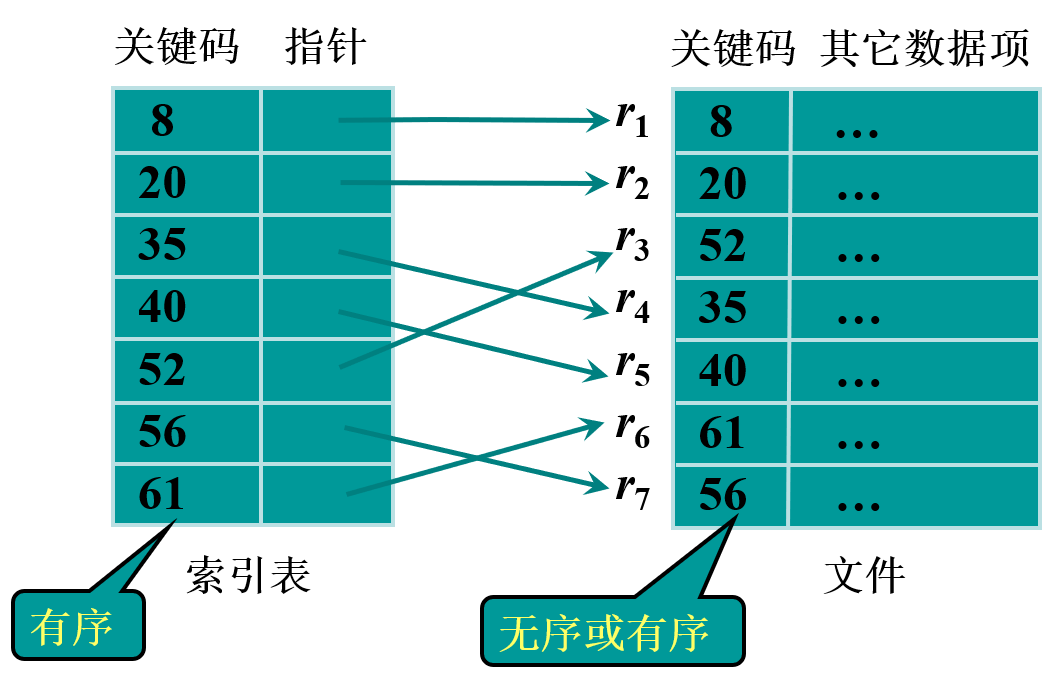 关键码 指针 关键码 其它数据项
8 r1 8 …
20 r2 20 …
35 r3 52 …
40 r4 35 …
52 r5 40 …
56 r6 61 …
61 r7 56 …
索引表 文件
有序 无序或有序